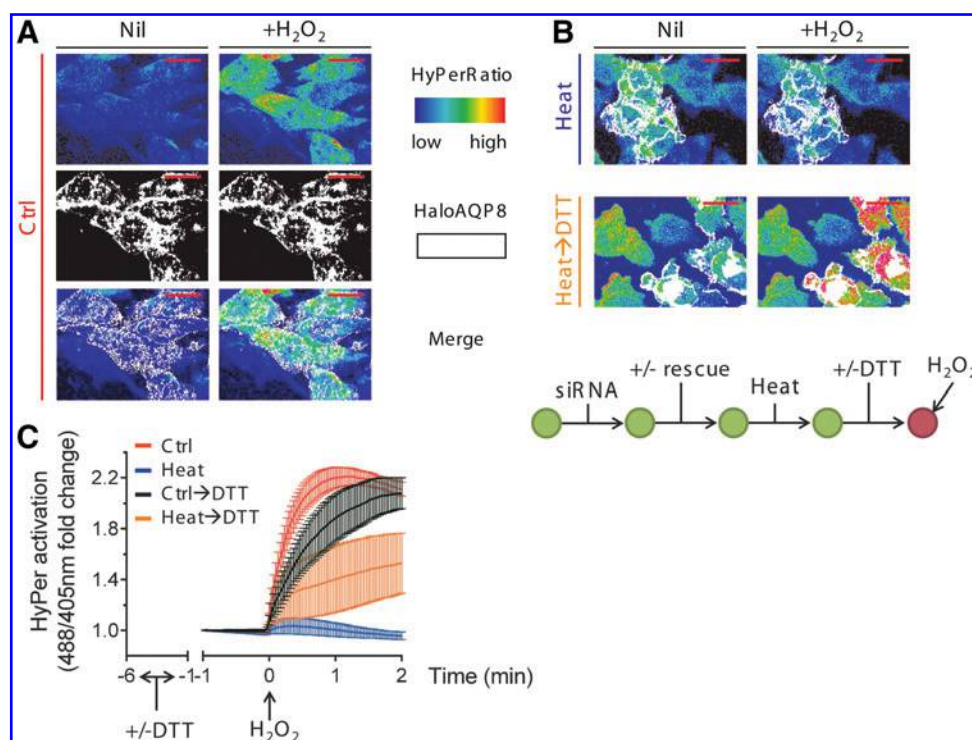 A
Nil
+H₂O₂
Ctrl
HyPerRatio
low high
HaloAQP8
Merge
B
Nil
+H₂O₂
Heat
Heat→DTT
siRNA
+/- rescue
Heat
+/-DTT
H₂O₂
C
HyPer activation
(488/405nm fold change)
2.2
1.8
1.4
1.0
Ctrl
Heat
Ctrl→DTT
Heat→DTT
-6 -1 -1 0 1 2
Time (min)
+/-DTT
H₂O₂